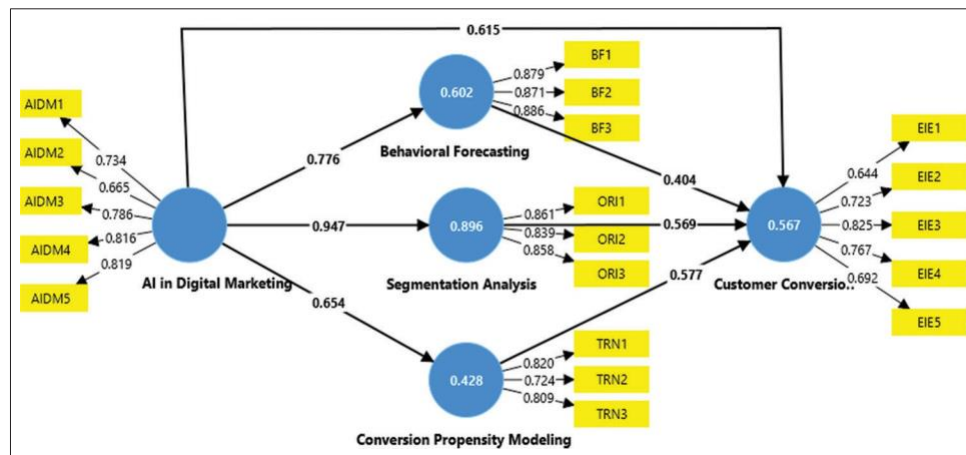 0.615
AIDM1
AIDM2
AIDM3
AIDM4
AIDM5
0.734
0.665
0.786
0.816
0.819
AI in Digital Marketing
0.776
0.947
0.654
0.602
Behavioral Forecasting
0.879
0.871
0.886
BF1
BF2
BF3
0.404
0.896
Segmentation Analysis
0.861
0.839
0.858
ORI1
ORI2
ORI3
0.569
0.428
Conversion Propensity Modeling
0.820
0.724
0.809
TRN1
TRN2
TRN3
0.577
0.567
Customer Conversio..
0.644
0.723
0.825
0.767
0.692
EIE1
EIE2
EIE3
EIE4
EIE5